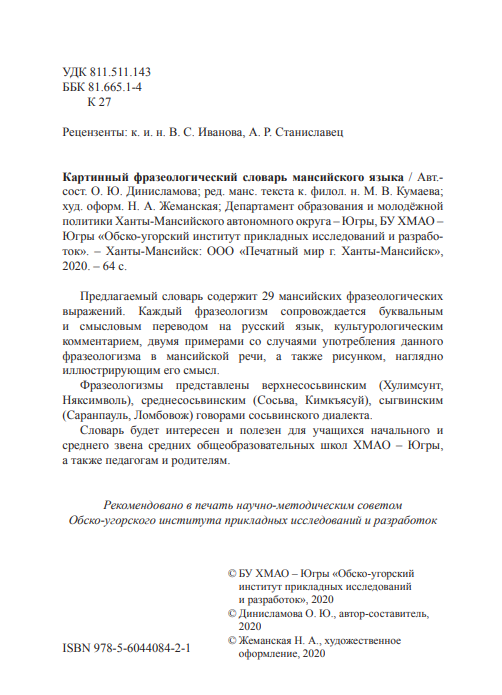 УДК 811.511.143
ББК 81.665.1-4
К 27
Рецензенты: к. и. н. В. С. Иванова, А. Р. Станиславец
Картинный фразеологический словарь мансийского языка / Авт.-
сост. О. Ю. Динисламова; ред. манс. текста к. филол. н. М. В. Кумаева;
худ. оформ. Н. А. Жеманская; Департамент образования и молодёжной
политики Ханты-Мансийского автономного округа – Югры, БУ ХМАО –
Югры «Обско-угорский институт прикладных исследований и разрабо-
ток». – Ханты-Мансийск: ООО «Печатный мир г. Ханты-Мансийск»,
2020. – 64 с.
Предлагаемый словарь содержит 29 мансийских фразеологических
выражений. Каждый фразеологизм сопровождается буквальным
и смысловым переводом на русский язык, культурологическим
комментарием, двумя примерами со случаями употребления данного
фразеологизма в мансийской речи, а также рисунком, наглядно
иллюстрирующим его смысл.
Фразеологизмы представлены верхнесосьвинским (Хулимсунт,
Няксимволь), среднесосьвинским (Сосьва, Кимкъясуй), сыгвинским
(Саранпауль, Ломбовож) говорами сосьвинского диалекта.
Словарь будет интересен и полезен для учащихся начального и
среднего звена средних общеобразовательных школ ХМАО – Югры,
а также педагогам и родителям.
Рекомендовано в печать научно-методическим советом
Обско-угорского института прикладных исследований и разработок
© БУ ХМАО – Югры «Обско-угорский
институт прикладных исследований
и разработок», 2020
© Динисламова О. Ю., автор-составитель,
2020
© Жеманская Н. А., художественное
оформление, 2020
ISBN 978-5-6044084-2-1